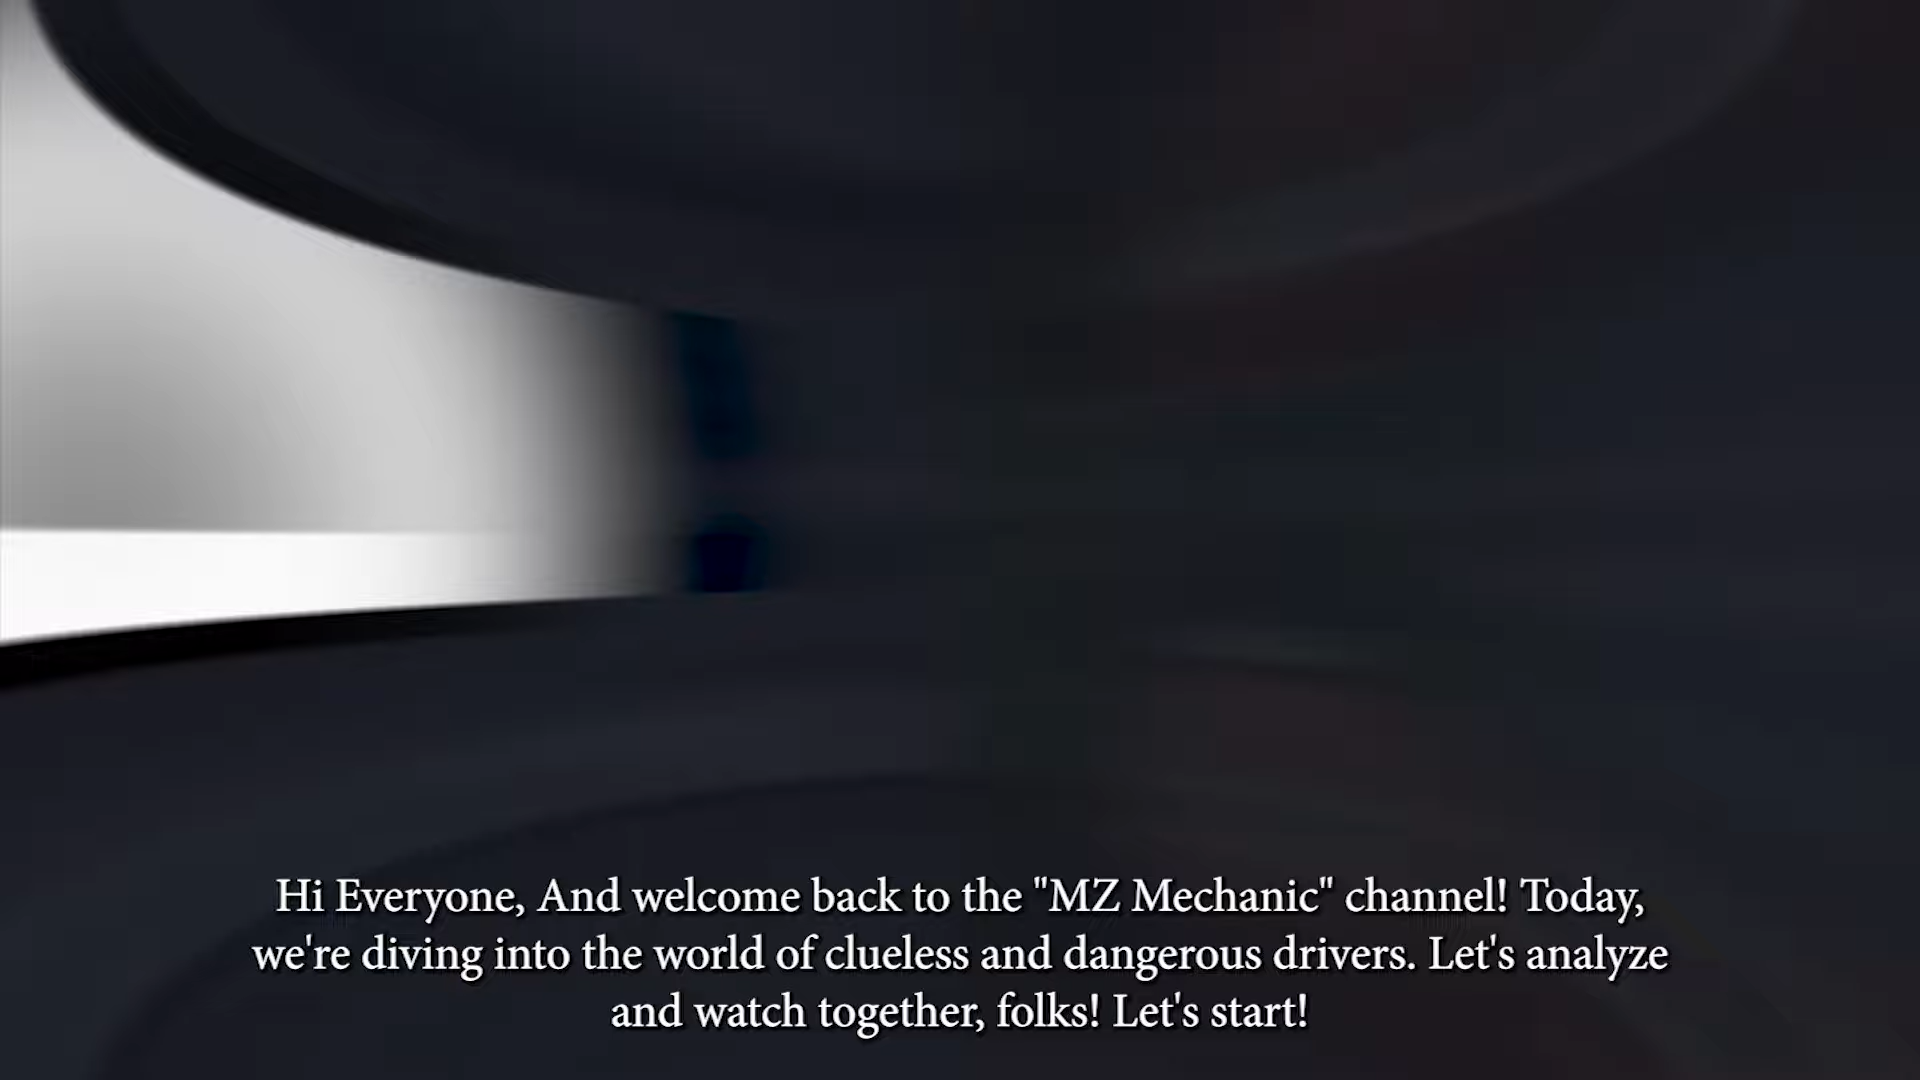 Hi Everyone, And welcome back to the "MZ Mechanic" channel! Today,
we're diving into the world of clueless and dangerous drivers. Let's analyze
and watch together, folks! Let's start!